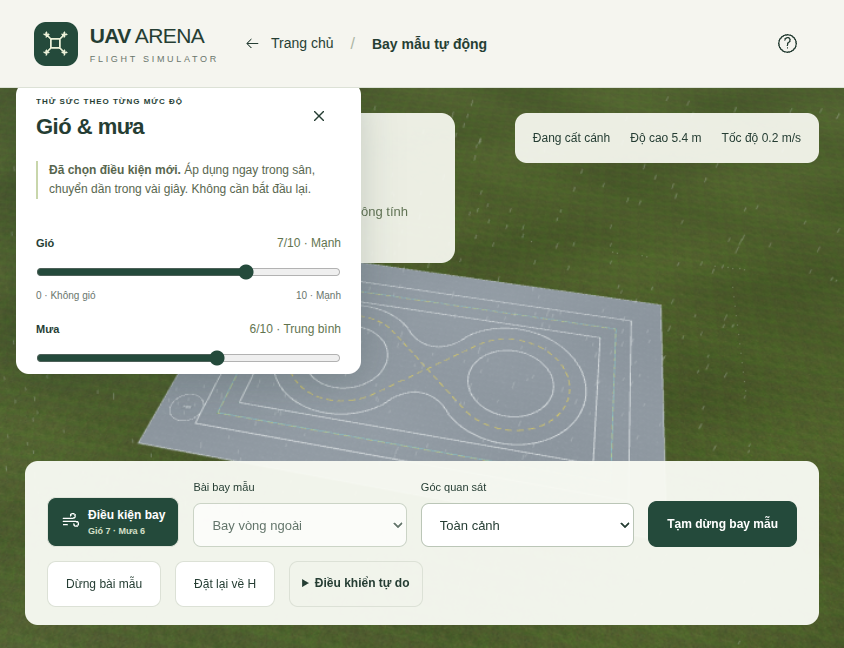 UAV ARENA
FLIGHT SIMULATOR
Trang chủ / Bay mẫu tự động
THỬ SỨC THEO TỪNG MỨC ĐỘ
Gió & mưa
Đã chọn điều kiện mới. Áp dụng ngay trong sân,
chuyển dần trong vài giây. Không cần bắt đầu lại.
Gió 7/10 · Mạnh
0 · Không gió 10 · Mạnh
Mưa 6/10 · Trung bình
ông tính
Đang cất cánh Độ cao 5.4 m Tốc độ 0.2 m/s
Điều kiện bay
Gió 7 · Mưa 6
Bài bay mẫu
Bay vòng ngoài
Góc quan sát
Toàn cảnh
Tạm dừng bay mẫu
Dừng bài mẫu
Đặt lại về H
Điều khiển tự do